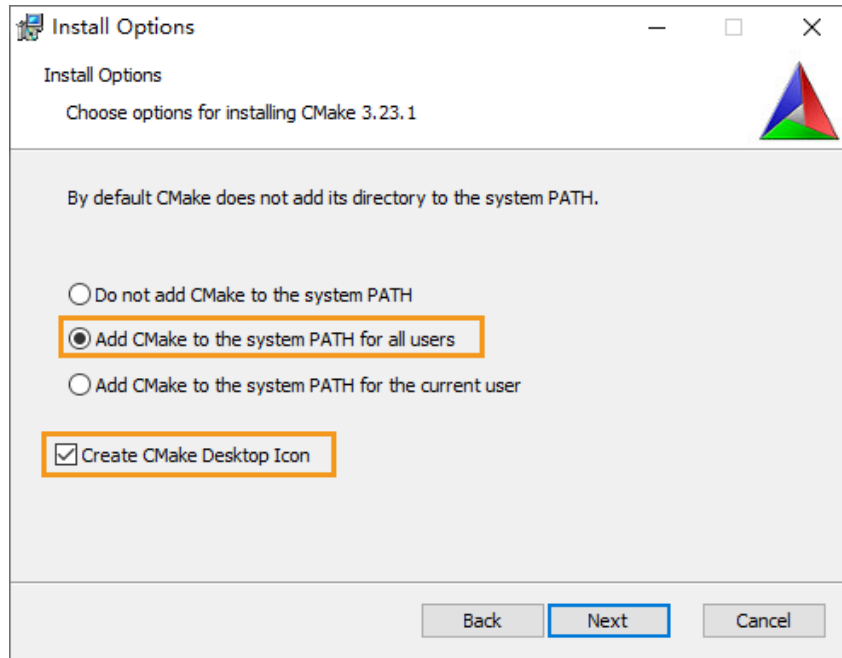 Install Options
Install Options
Choose options for installing CMake 3.23.1
By default CMake does not add its directory to the system PATH.
Do not add CMake to the system PATH
Add CMake to the system PATH for all users
Add CMake to the system PATH for the current user
Create CMake Desktop Icon
Back Next Cancel